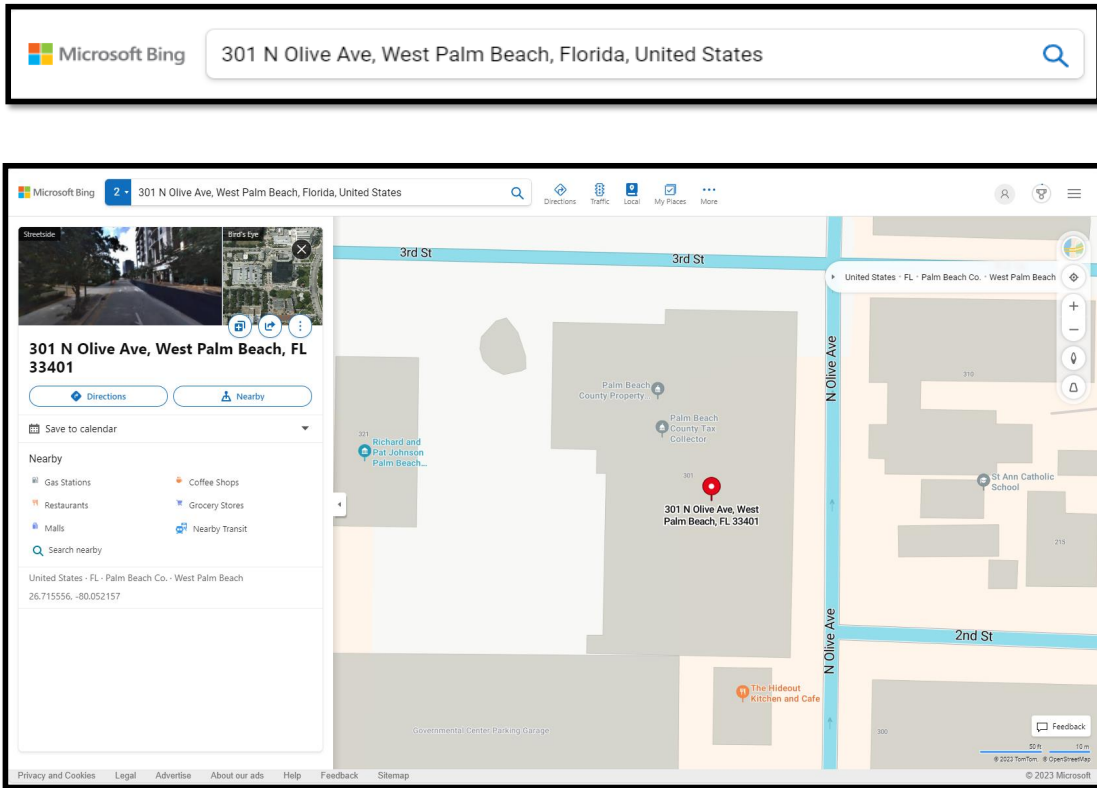 Microsoft Bing
301 N Olive Ave, West Palm Beach, Florida, United States
Microsoft Bing
2
301 N Olive Ave, West Palm Beach, Florida, United States
Directions
Traffic
Local
My Places
More
Streetside
Bird's Eye
301 N Olive Ave, West Palm Beach, FL
33401
Directions
Nearby
Save to calendar
Nearby
Gas Stations
Coffee Shops
Restaurants
Grocery Stores
Malls
Nearby Transit
Search nearby
United States · FL · Palm Beach Co. · West Palm Beach
26.715556, -80.052157
3rd St
3rd St
United States · FL · Palm Beach Co. · West Palm Beach
N Olive Ave
210
Palm Beach
County Property...
Palm Beach
County Tax
Collector
321
Richard and
Pat Johnson
Palm Beach...
301
301 N Olive Ave, West
Palm Beach, FL 33401
St Ann Catholic
School
215
N Olive Ave
2nd St
The Hideout
Kitchen and Cafe
Governmental Center Parking Garage
300
Feedback
50 ft
10 m
© 2023 TomTom, © OpenStreetMap
Privacy and Cookies
Legal
Advertise
About our ads
Help
Feedback
Sitemap
© 2023 Microsoft